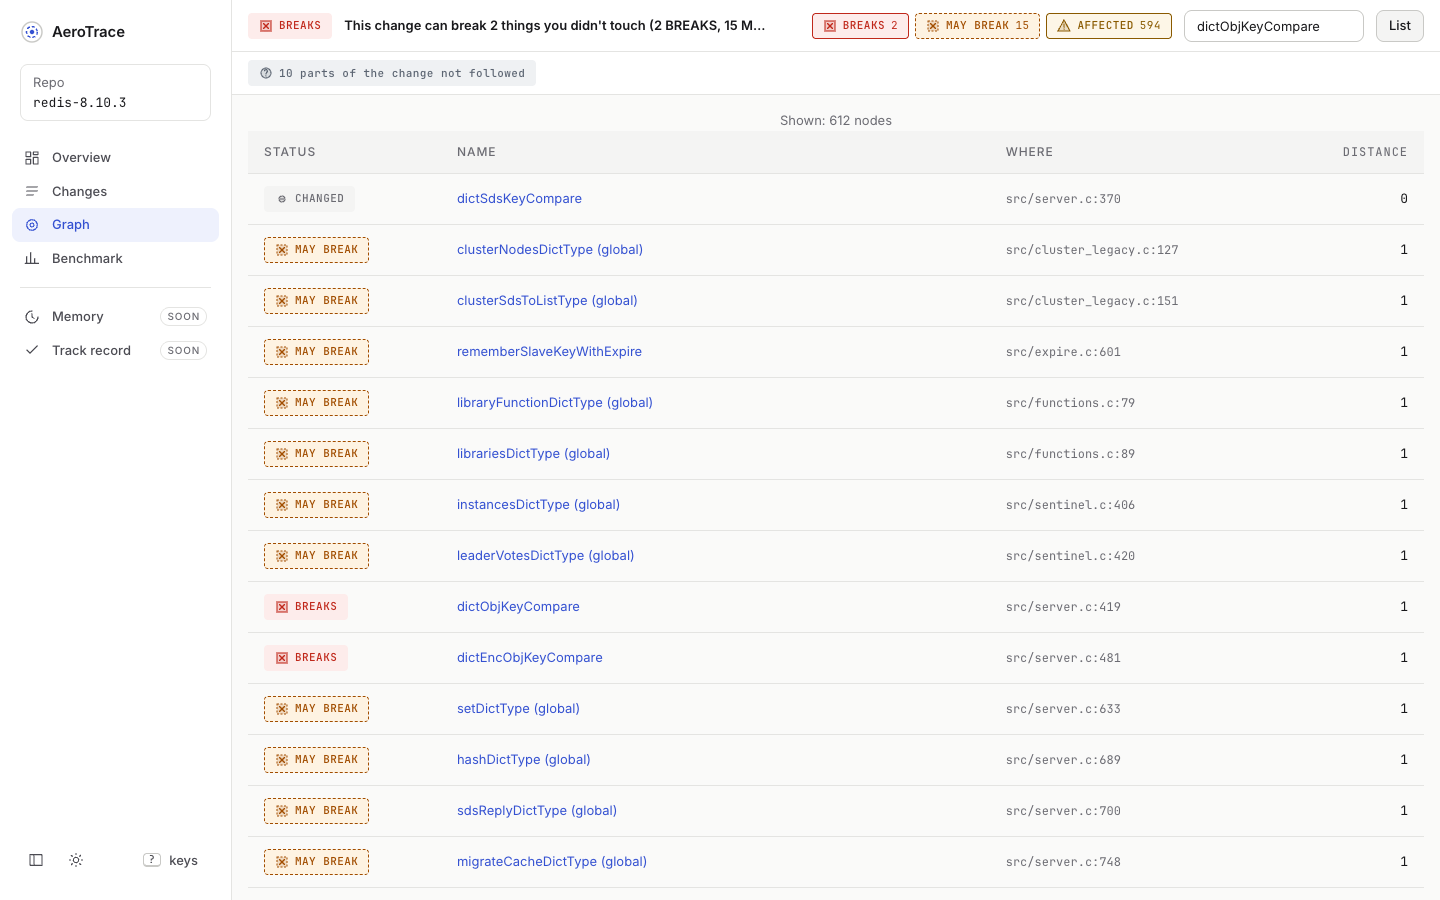 AeroTrace
Repo
redis-8.10.3
Overview
Changes
Graph
Benchmark
Memory SOON
Track record SOON
? keys
BREAKS This change can break 2 things you didn't touch (2 BREAKS, 15 M...
BREAKS 2 MAY BREAK 15 AFFECTED 594 dictObjKeyCompare List
10 parts of the change not followed
Shown: 612 nodes
STATUS NAME WHERE DISTANCE
CHANGED dictSdsKeyCompare src/server.c:370 0
MAY BREAK clusterNodesDictType (global) src/cluster_legacy.c:127 1
MAY BREAK clusterSdsToListType (global) src/cluster_legacy.c:151 1
MAY BREAK rememberSlaveKeyWithExpire src/expire.c:601 1
MAY BREAK libraryFunctionDictType (global) src/functions.c:79 1
MAY BREAK librariesDictType (global) src/functions.c:89 1
MAY BREAK instancesDictType (global) src/sentinel.c:406 1
MAY BREAK leaderVotesDictType (global) src/sentinel.c:420 1
BREAKS dictObjKeyCompare src/server.c:419 1
BREAKS dictEncObjKeyCompare src/server.c:481 1
MAY BREAK setDictType (global) src/server.c:633 1
MAY BREAK hashDictType (global) src/server.c:689 1
MAY BREAK sdsReplyDictType (global) src/server.c:700 1
MAY BREAK migrateCacheDictType (global) src/server.c:748 1